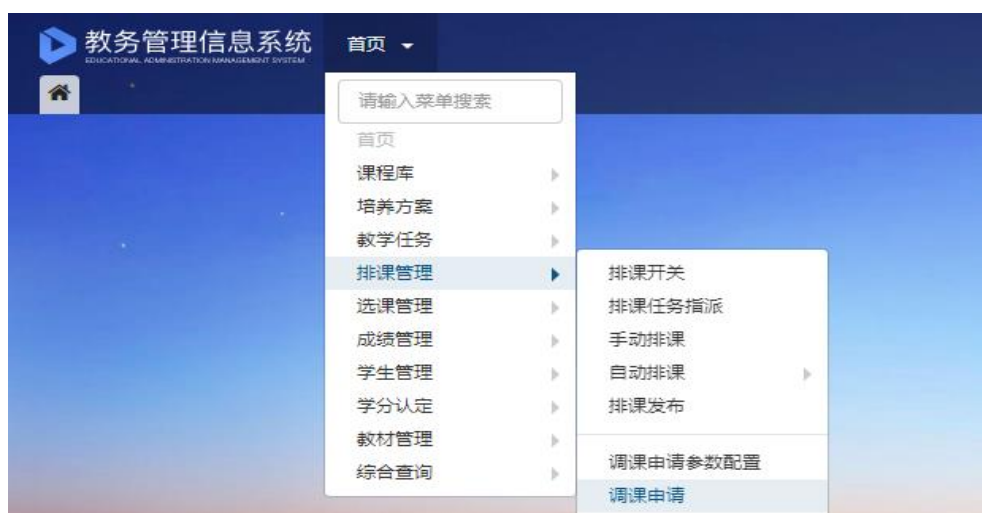 教务管理信息系统
EDUCATIONAL ADMINISTRATION MANAGEMENT SYSTEM
首页
请输入菜单搜索
首页
课程库
培养方案
教学任务
排课管理
选课管理
成绩管理
学生管理
学分认定
教材管理
综合查询
排课开关
排课任务指派
手动排课
自动排课
排课发布
调课申请参数配置
调课申请